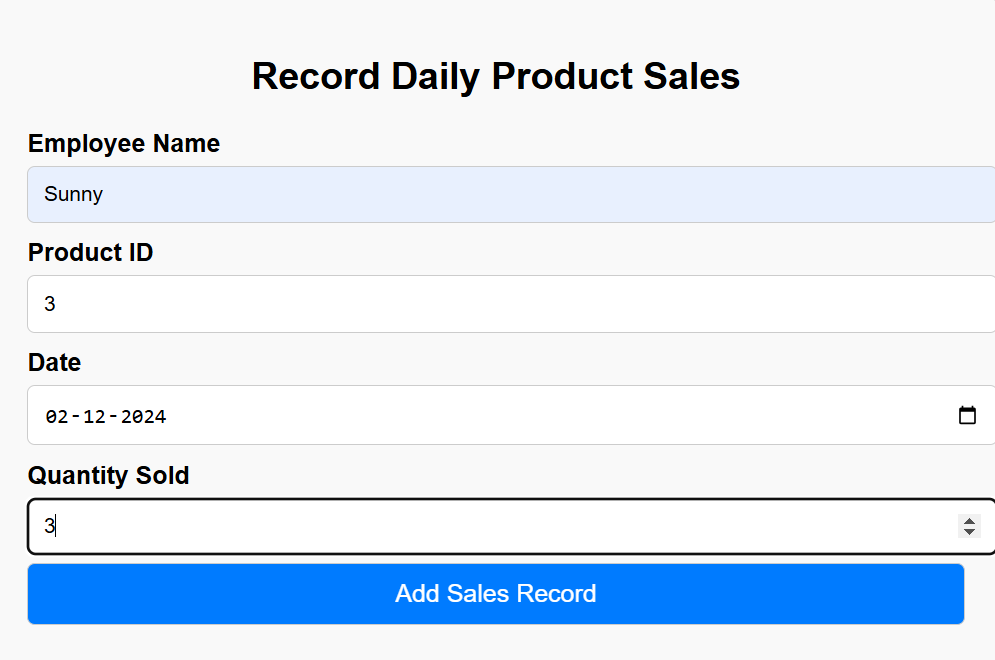 Record Daily Product Sales
Employee Name
Sunny
Product ID
3
Date
02-12-2024
Quantity Sold
3
Add Sales Record